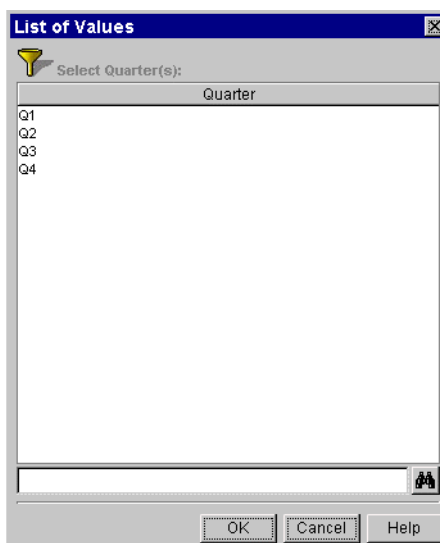 List of Values
Select Quarter(s):
Quarter
Q1
Q2
Q3
Q4
OK Cancel Help